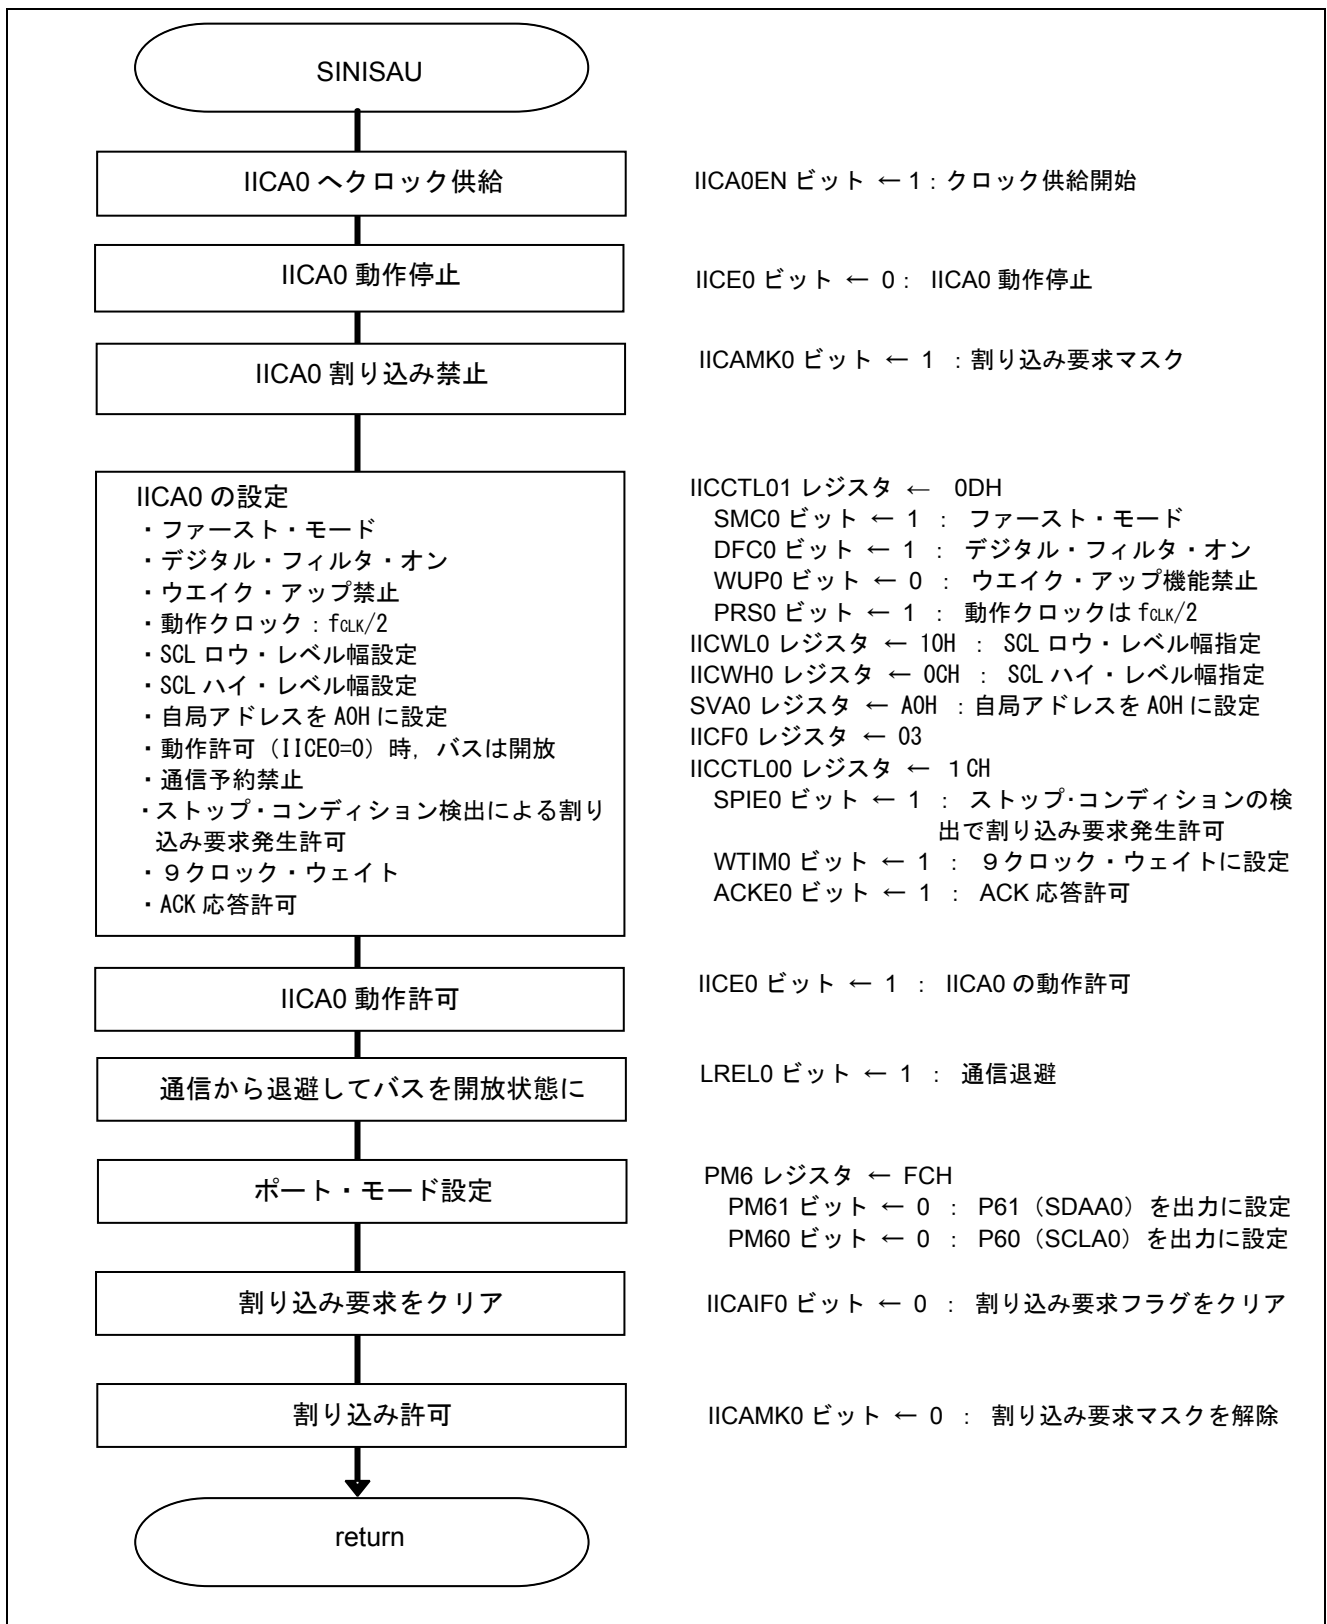 SINISAU
IICA0 へクロック供給
IICA0EN ビット ← 1：クロック供給開始
IICA0 動作停止
IICE0 ビット ← 0： IICA0 動作停止
IICA0 割り込み禁止
IICAMK0 ビット ← 1 ：割り込み要求マスク
IICA0 の設定
・ファースト・モード
・デジタル・フィルタ・オン
・ウエイク・アップ禁止
・動作クロック：fCLK/2
・SCL ロウ・レベル幅設定
・SCL ハイ・レベル幅設定
・自局アドレスを A0H に設定
・動作許可（IICE0=0）時，バスは開放
・通信予約禁止
・ストップ・コンディション検出による割り
込み要求発生許可
・９クロック・ウェイト
・ACK 応答許可
IICCTL01 レジスタ ← 0DH
SMC0 ビット ← 1 ： ファースト・モード
DFC0 ビット ← 1 ： デジタル・フィルタ・オン
WUP0 ビット ← 0 ： ウエイク・アップ機能禁止
PRS0 ビット ← 1 ： 動作クロックは fCLK/2
IICWL0 レジスタ ← 10H ： SCL ロウ・レベル幅指定
IICWH0 レジスタ ← 0CH ： SCL ハイ・レベル幅指定
SVA0 レジスタ ← A0H ：自局アドレスを A0H に設定
IICF0 レジスタ ← 03
IICCTL00 レジスタ ← １CH
SPIE0 ビット ← 1 ： ストップ・コンディションの検
出で割り込み要求発生許可
WTIM0 ビット ← 1 ： ９クロック・ウェイトに設定
ACKE0 ビット ← 1 ： ACK 応答許可
IICA0 動作許可
IICE0 ビット ← 1 ： IICA0 の動作許可
通信から退避してバスを開放状態に
LREL0 ビット ← 1 ： 通信退避
ポート・モード設定
PM6 レジスタ ← FCH
PM61 ビット ← 0 ： P61（SDAA0）を出力に設定
PM60 ビット ← 0 ： P60（SCLA0）を出力に設定
割り込み要求をクリア
IICAIF0 ビット ← 0 ： 割り込み要求フラグをクリア
割り込み許可
IICAMK0 ビット ← 0 ： 割り込み要求マスクを解除
return